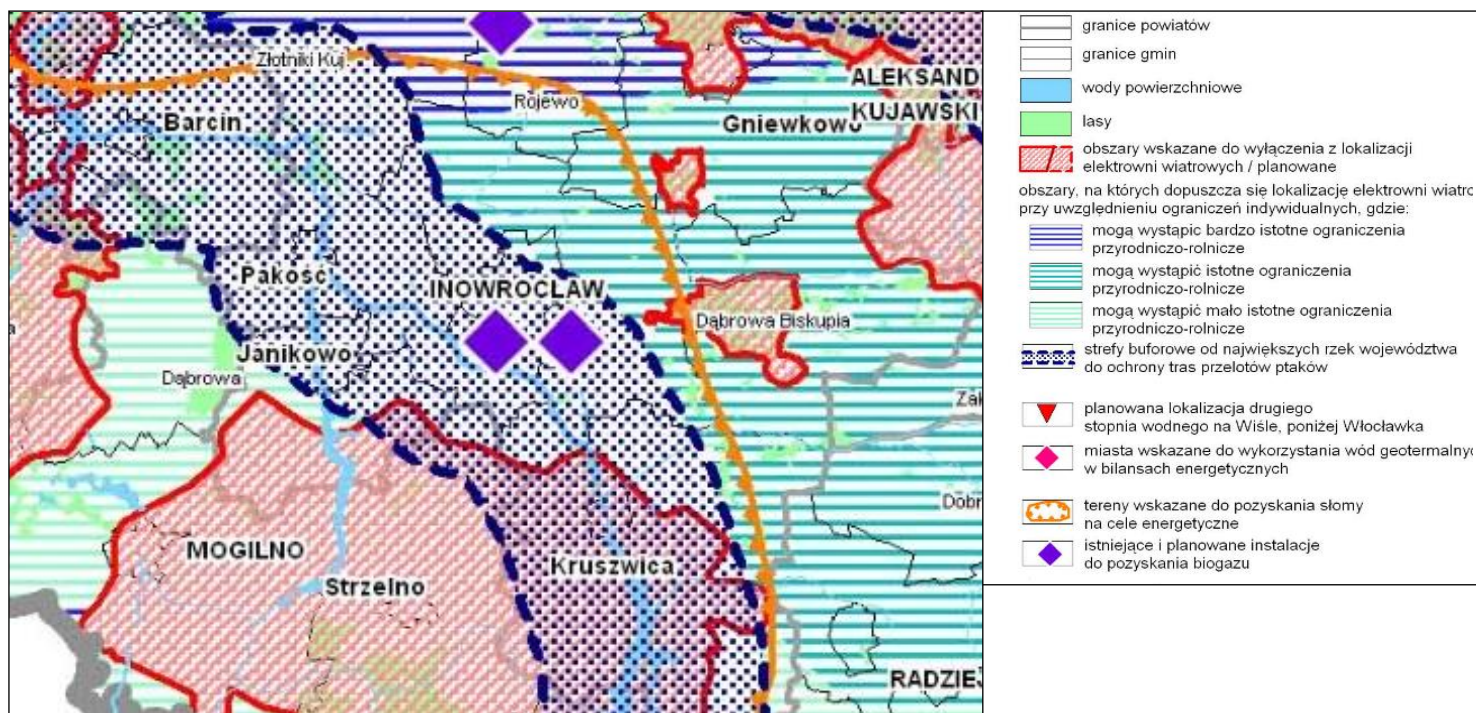 Złotniki Kuj.
Rojewo
ALEKSAND
KUJAWSKI
Barcin
Gniewkowo
Pakość
INOWROCŁAW
Dąbrowa Biskupia
Janikowo
Dąbrowa
Zak
Dobr
MOGILNO
Kruszwica
Strzelno
RADZIEJ
granice powiatów
granice gmin
wody powierzchniowe
lasy
obszary wskazane do wyłączenia z lokalizacji
elektrowni wiatrowych / planowane
obszary, na których dopuszcza się lokalizację elektrowni wiatro
przy uwzględnieniu ograniczeń indywidualnych, gdzie:
mogą wystąpic bardzo istotne ograniczenia
przyrodniczo-rolnicze
mogą wystąpić istotne ograniczenia
przyrodniczo-rolnicze
mogą wystąpić mało istotne ograniczenia
przyrodniczo-rolnicze
strefy buforowe od największych rzek województwa
do ochrony tras przelotów ptaków
planowana lokalizacja drugiego
stopnia wodnego na Wiśle, poniżej Włocławka
miasta wskazane do wykorzystania wód geotermalnyc
w bilansach energetycznych
tereny wskazane do pozyskania słomy
na cele energetyczne
istniejące i planowane instalacje
do pozyskania biogazu